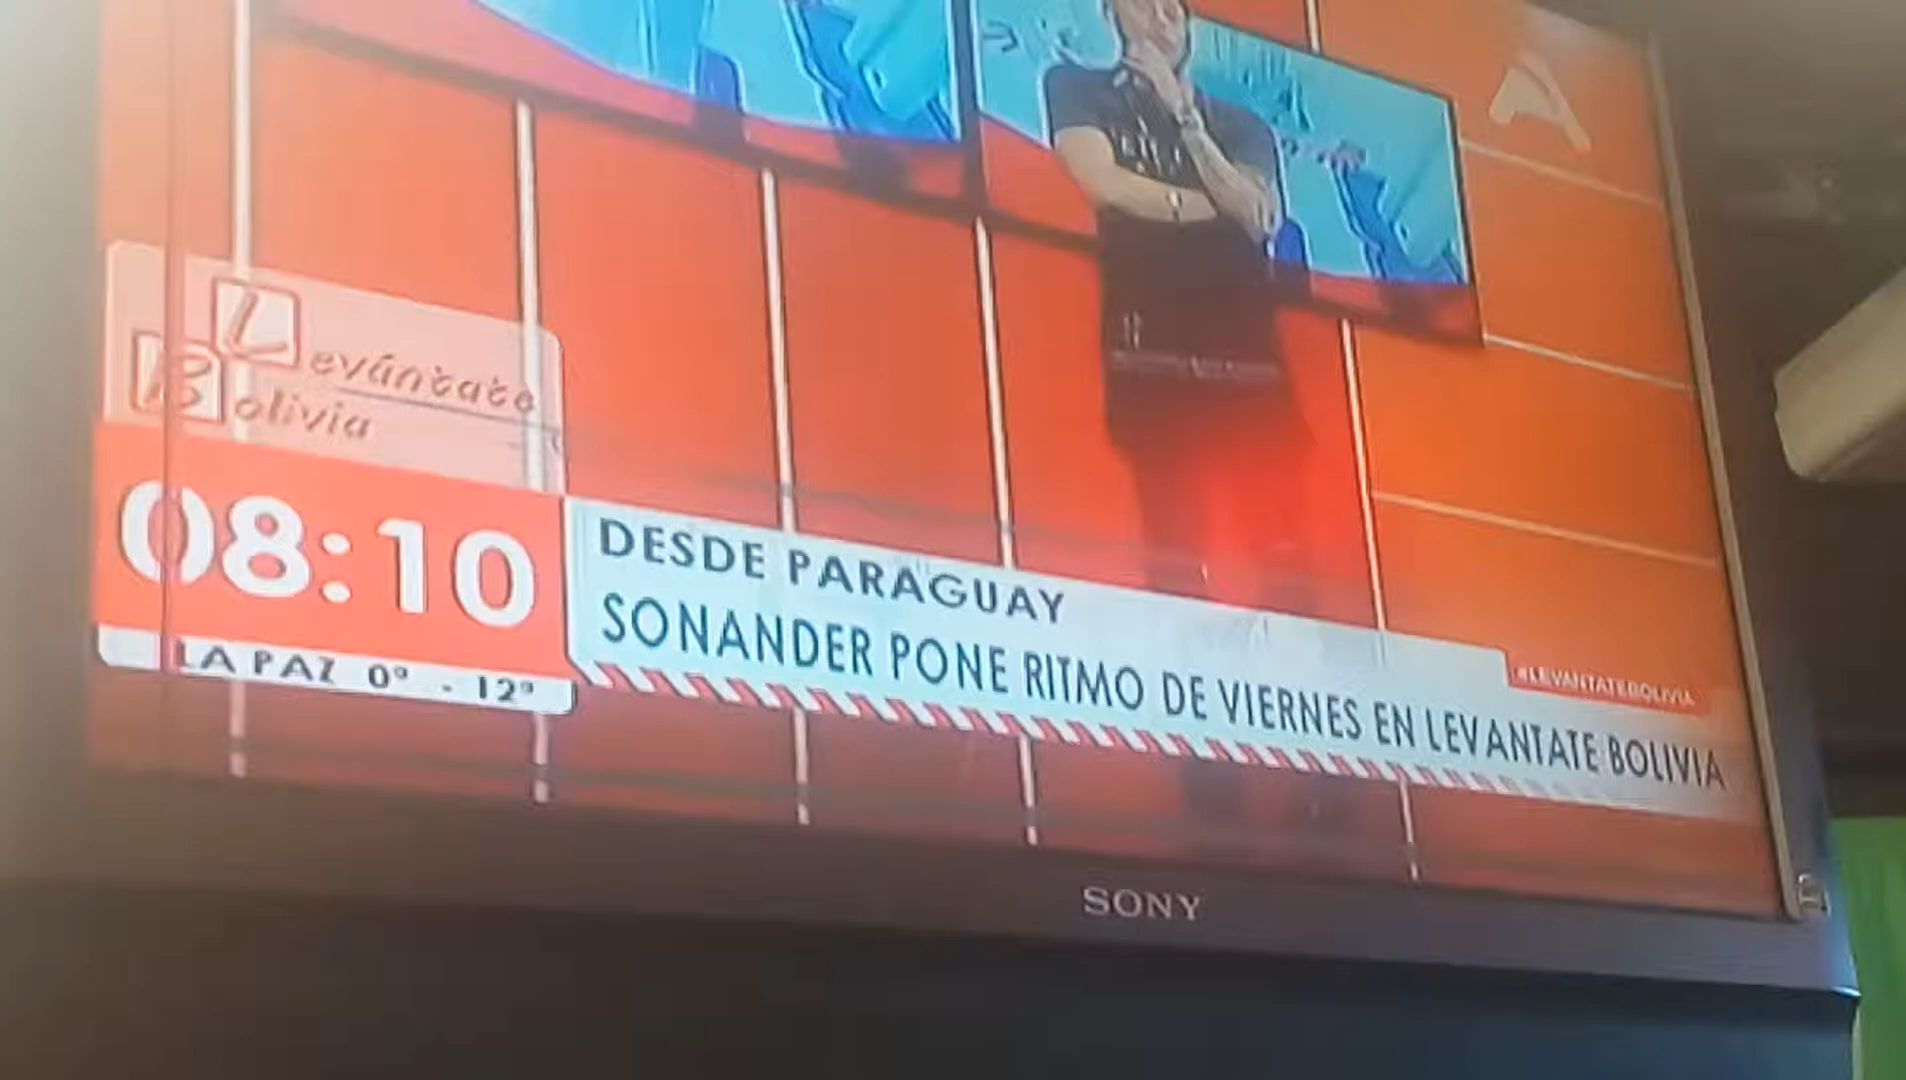 Levántate
Bolivia
08:10
LA PAZ 0° - 12°
DESDE PARAGUAY
SONANDER PONE RITMO DE VIERNES EN LEVANTATE BOLIVIA
#LEVANTATEBOLIVIA
SONY